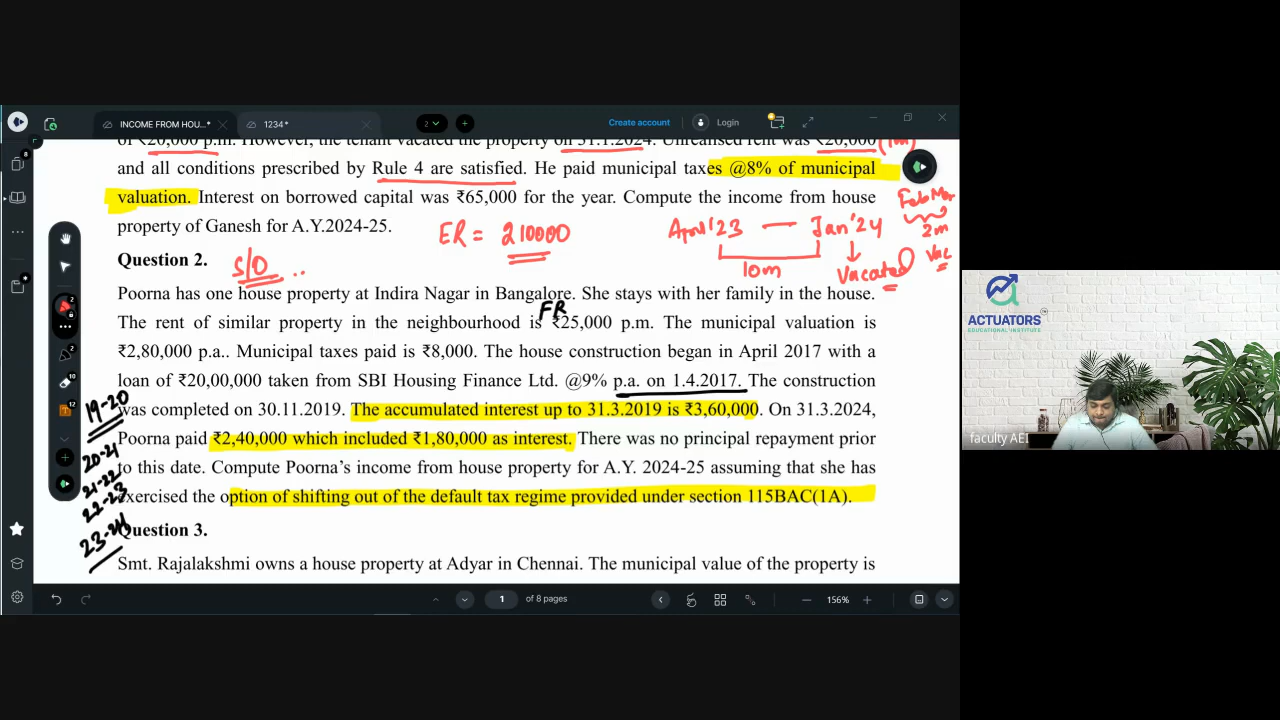 INCOME FROM HOU...*
1234*
2
Create account
Login
of ₹20,000 p.m. However, the tenant vacated the property on 31.1.2024. Unrealised rent was ₹20,000 (1m)
and all conditions prescribed by Rule 4 are satisfied. He paid municipal taxes @8% of municipal
valuation. Interest on borrowed capital was ₹65,000 for the year. Compute the income from house
Feb Mar
property of Ganesh for A.Y.2024-25.
ER = 210000
April'23 — Jan'24
2m
Vac
10m
Vacated
Question 2.
S/O ..
Poorna has one house property at Indira Nagar in Bangalore. She stays with her family in the house.
FR
The rent of similar property in the neighbourhood is ₹25,000 p.m. The municipal valuation is
₹2,80,000 p.a.. Municipal taxes paid is ₹8,000. The house construction began in April 2017 with a
loan of ₹20,00,000 taken from SBI Housing Finance Ltd. @9% p.a. on 1.4.2017. The construction
was completed on 30.11.2019. The accumulated interest up to 31.3.2019 is ₹3,60,000. On 31.3.2024,
Poorna paid ₹2,40,000 which included ₹1,80,000 as interest. There was no principal repayment prior
to this date. Compute Poorna's income from house property for A.Y. 2024-25 assuming that she has
exercised the option of shifting out of the default tax regime provided under section 115BAC(1A).
19-20
20-21
21-22
22-23
23-24
Question 3.
Smt. Rajalakshmi owns a house property at Adyar in Chennai. The municipal value of the property is
1
of 8 pages
156%
ACTUATORS
EDUCATIONAL INSTITUTE
faculty AEI